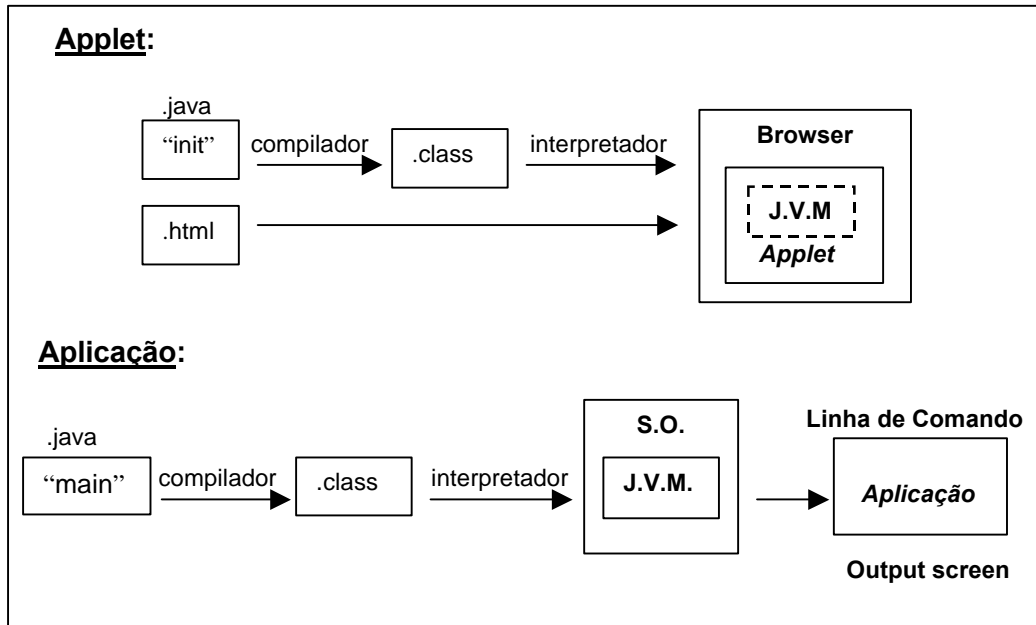 Applet:
.java
“init”
compilador
.class
interpretador
Browser
J.V.M
Applet
.html
Aplicação:
.java
“main”
compilador
.class
interpretador
S.O.
J.V.M.
Linha de Comando
Aplicação
Output screen